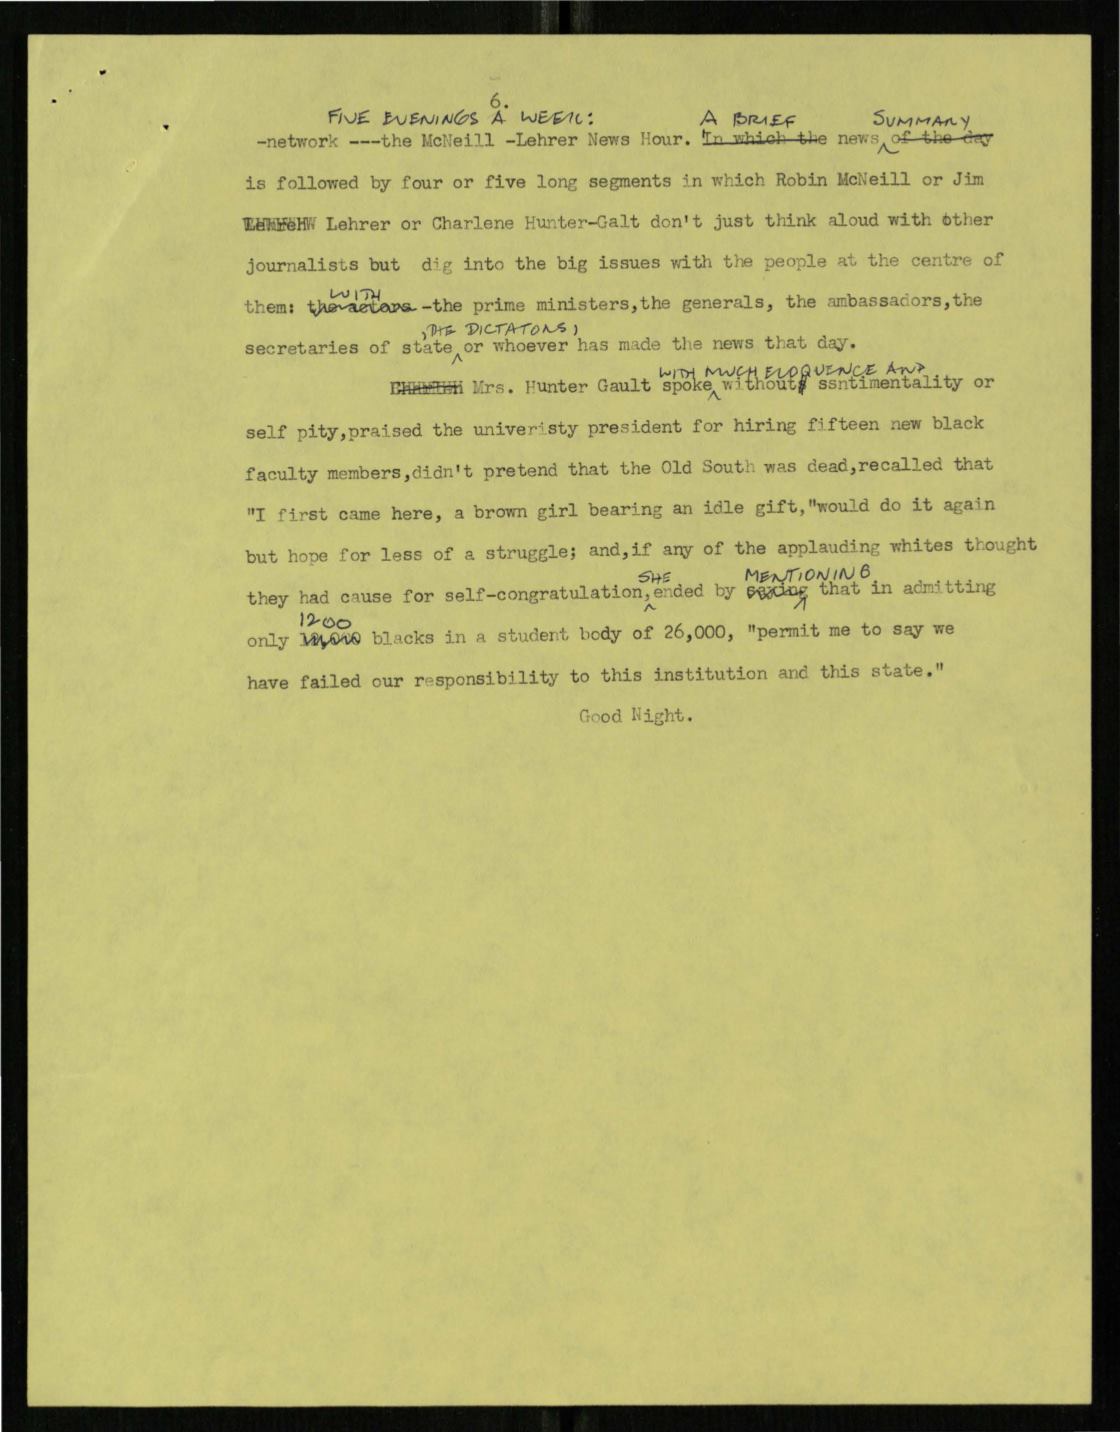 6.
FIVE EVENINGS A WEEK: A BRIEF SUMMARY
-network ---the McNeill -Lehrer News Hour. In which the news of the day
is followed by four or five long segments in which Robin McNeill or Jim
Lehrer or Charlene Hunter-Galt don't just think aloud with other
journalists but dig into the big issues with the people at the centre of
WITH
them: the actors -the prime ministers,the generals, the ambassadors,the
,THE DICTATORS,
secretaries of state or whoever has made the news that day.
WITH MUCH ELOQUENCE AND
Mrs. Hunter Gault spoke without ssntimentality or
self pity,praised the univeristy president for hiring fifteen new black
faculty members,didn't pretend that the Old South was dead,recalled that
"I first came here, a brown girl bearing an idle gift,"would do it again
but hope for less of a struggle; and,if any of the applauding whites thought
SHE MENTIONING
they had cause for self-congratulation,ended by that in admitting
1200
only blacks in a student body of 26,000, "permit me to say we
have failed our responsibility to this institution and this state."
Good Night.